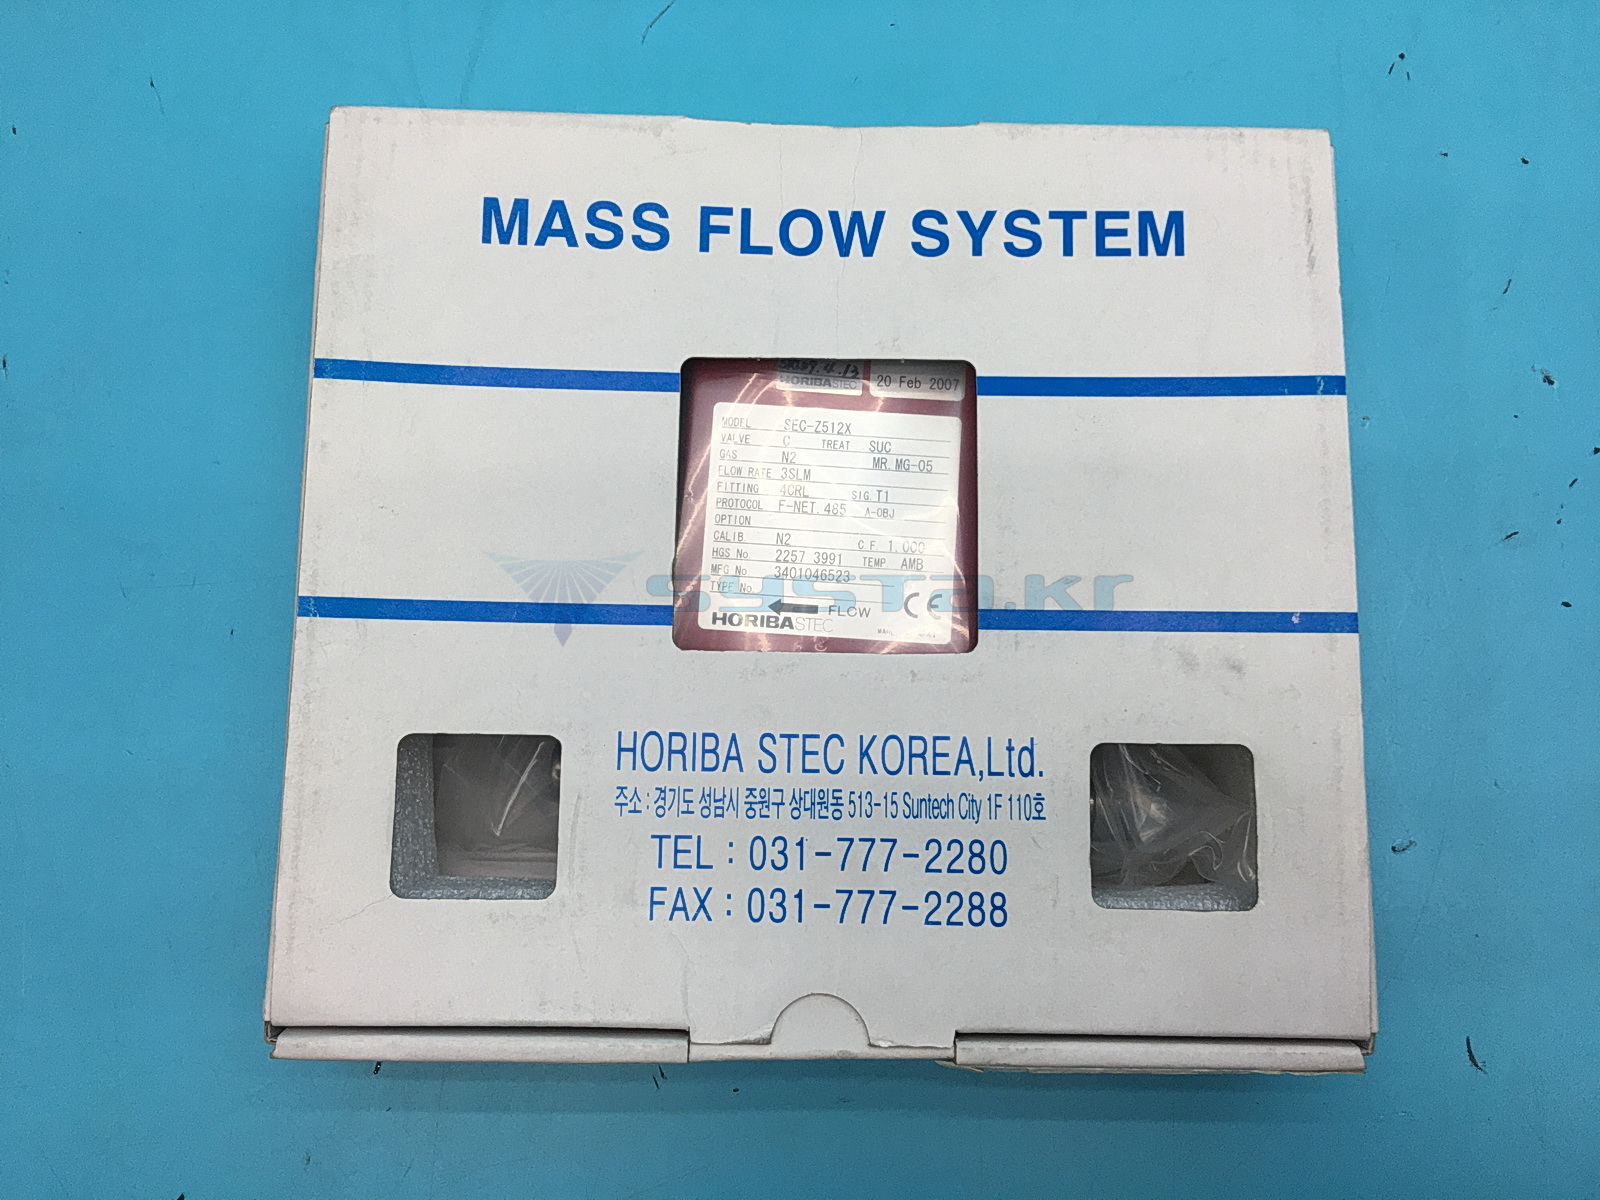 MASS FLOW SYSTEM
HORIBASTEC
20 Feb 2007
MODEL SEC-Z512X
VALVE C TREAT SUC
GAS N2 MR. MG-05
FLOW RATE 3SLM
FITTING 4CRL SIG. T1
PROTOCOL F-NET. 485 A-OBJ
OPTION
CALIB. N2 C.F. 1.000
HGS No 2257 3991 TEMP. AMB
MFG No 3401046523
TYPE No
FLOW CE
HORIBASTEC
systa.kr
HORIBA STEC KOREA,Ltd.
주소 : 경기도 성남시 중원구 상대원동 513-15 Suntech City 1F 110호
TEL : 031-777-2280
FAX : 031-777-2288